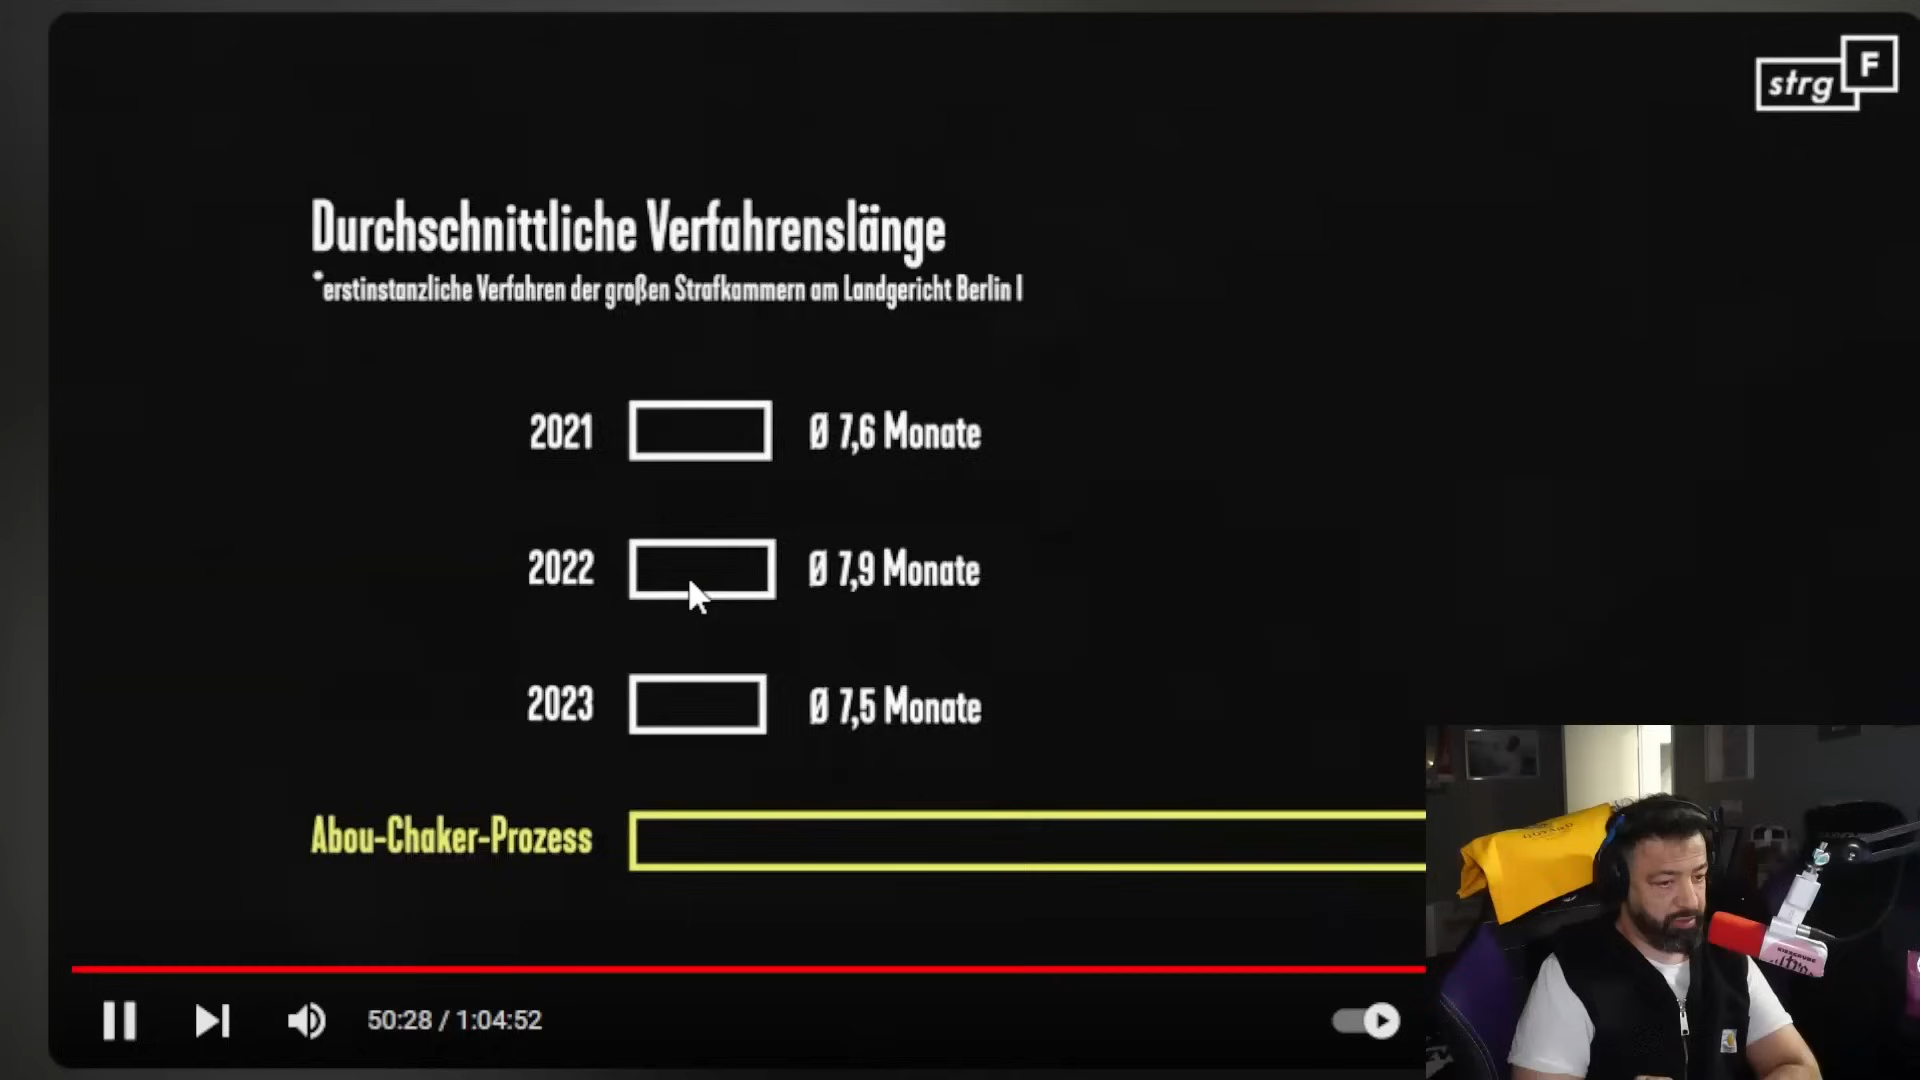 strg F
Durchschnittliche Verfahrenslänge
*erstinstanzliche Verfahren der großen Strafkammern am Landgericht Berlin I
2021 Ø 7,6 Monate
2022 Ø 7,9 Monate
2023 Ø 7,5 Monate
Abou-Chaker-Prozess
50:28 / 1:04:52